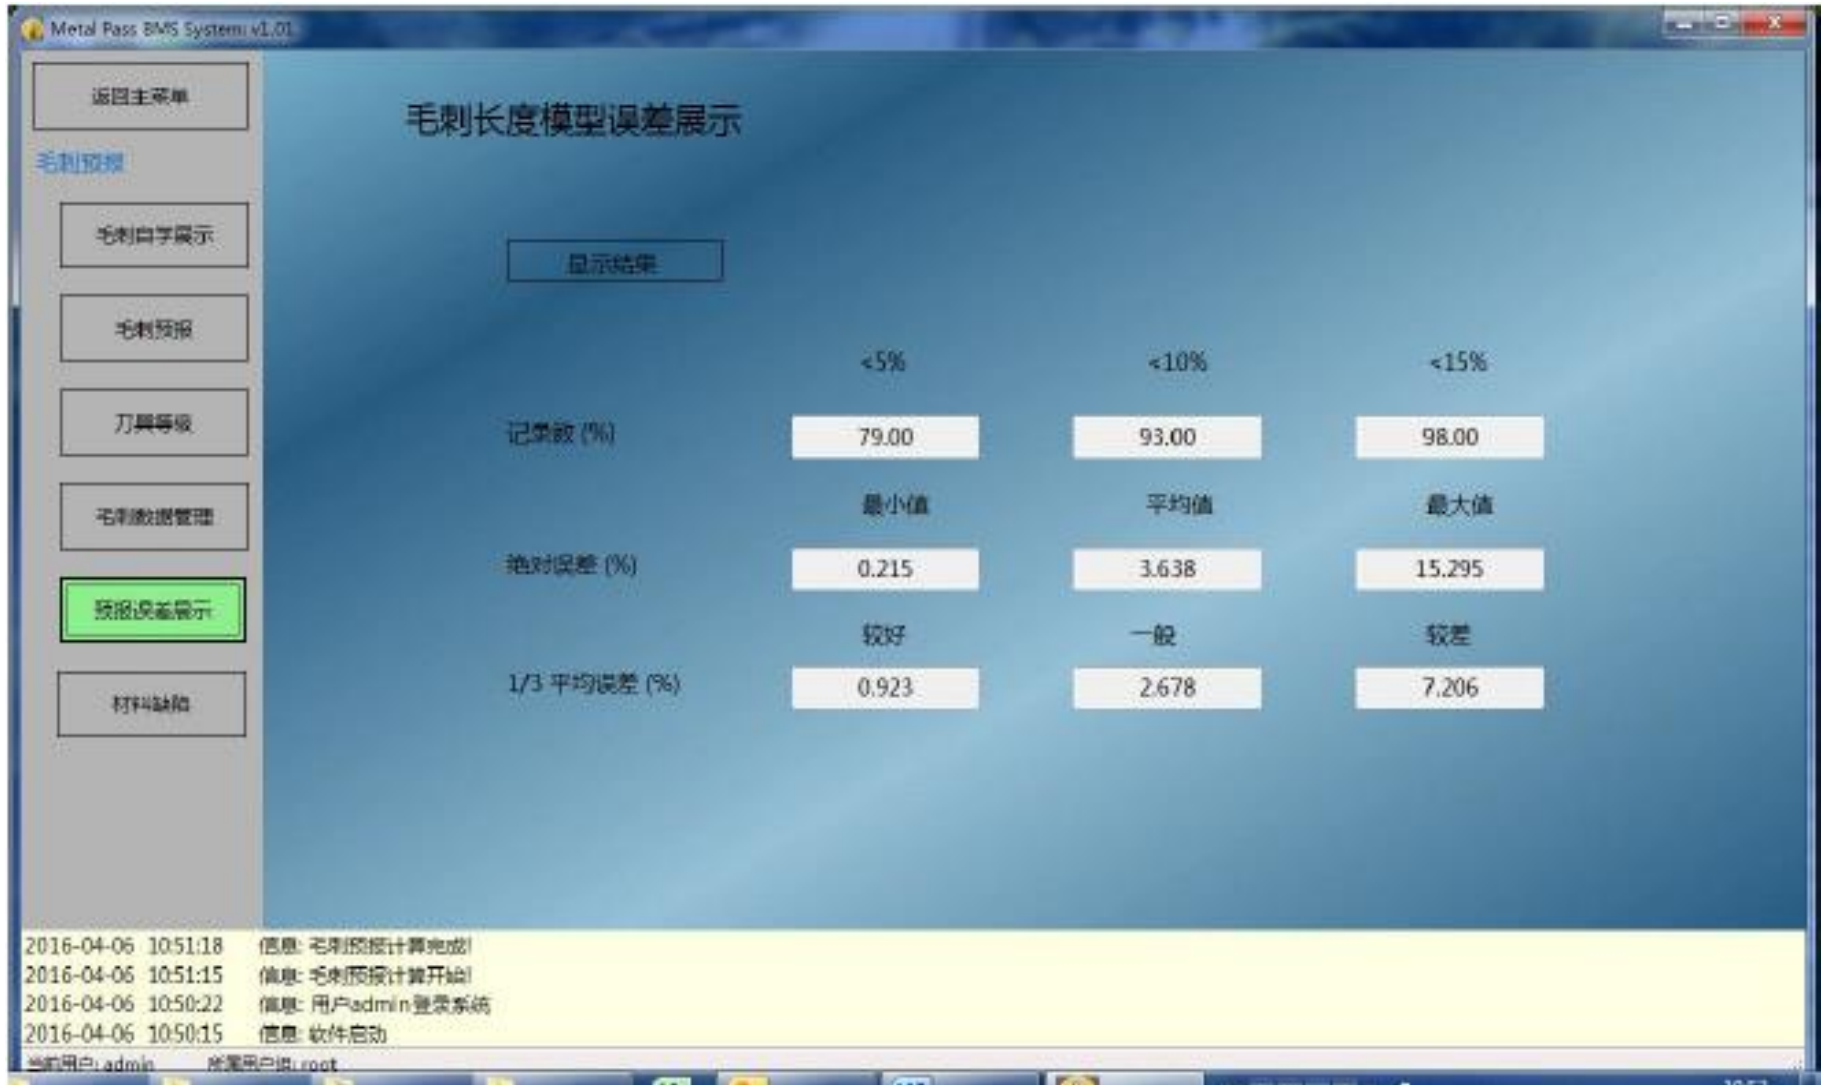 Metal Pass BMS System: v1.01
返回主菜单
毛刺预报
毛刺自学展示
毛刺预报
刀具等级
毛刺数据管理
预报误差展示
材料缺陷
毛刺长度模型误差展示
显示结果
<5% <10% <15%
记录数 (%) 79.00 93.00 98.00
最小值 平均值 最大值
绝对误差 (%) 0.215 3.638 15.295
较好 一般 较差
1/3 平均误差 (%) 0.923 2.678 7.206
2016-04-06 10:51:18 信息: 毛刺预报计算完成!
2016-04-06 10:51:15 信息: 毛刺预报计算开始!
2016-04-06 10:50:22 信息: 用户admin登录系统
2016-04-06 10:50:15 信息: 软件启动
当前用户: admin 所属用户组: root